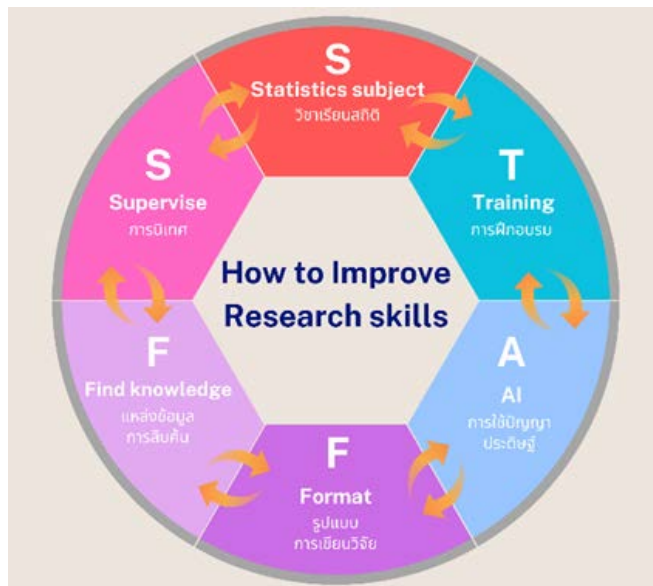 S
Statistics subject
วิชาเรียนสถิติ
T
Training
การฝึกอบรม
A
AI
การใช้ปัญญา
ประดิษฐ์
F
Format
รูปแบบ
การเขียนวิจัย
F
Find knowledge
แหล่งข้อมูล
การสืบค้น
S
Supervise
การนิเทศ
How to Improve
Research skills